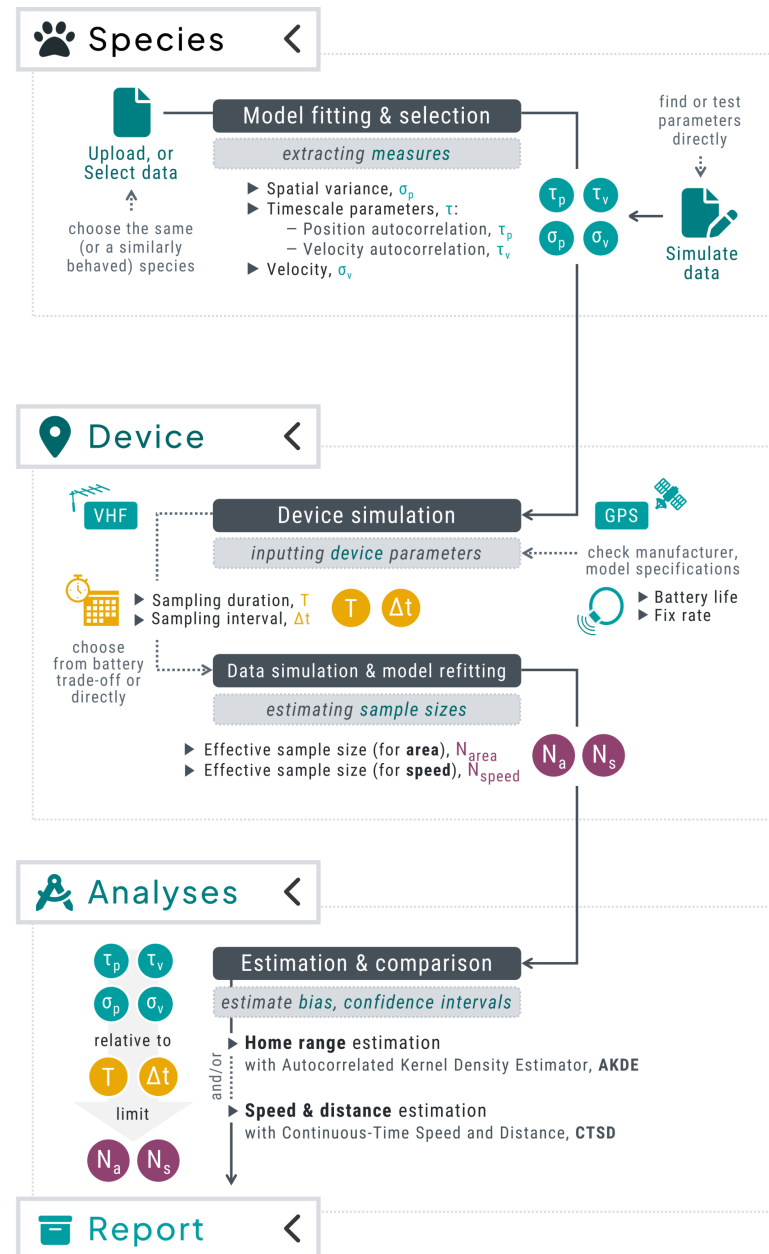 Species
Upload, or
Select data
choose the same
(or a similarly
behaved) species
Model fitting & selection
extracting measures
▶ Spatial variance, σp
▶ Timescale parameters, τ:
– Position autocorrelation, τp
– Velocity autocorrelation, τv
▶ Velocity, σv
τp τv
σp σv
find or test
parameters
directly
Simulate
data
Device
VHF
Device simulation
inputting device parameters
GPS
check manufacturer,
model specifications
▶ Battery life
▶ Fix rate
▶ Sampling duration, T
▶ Sampling interval, Δt
T Δt
choose
from battery
trade-off or
directly
Data simulation & model refitting
estimating sample sizes
▶ Effective sample size (for area), Narea
▶ Effective sample size (for speed), Nspeed
Na Ns
Analyses
τp τv
σp σv
relative to
T Δt
limit
Na Ns
Estimation & comparison
estimate bias, confidence intervals
and/or
▶ Home range estimation
with Autocorrelated Kernel Density Estimator, AKDE
▶ Speed & distance estimation
with Continuous-Time Speed and Distance, CTSD
Report